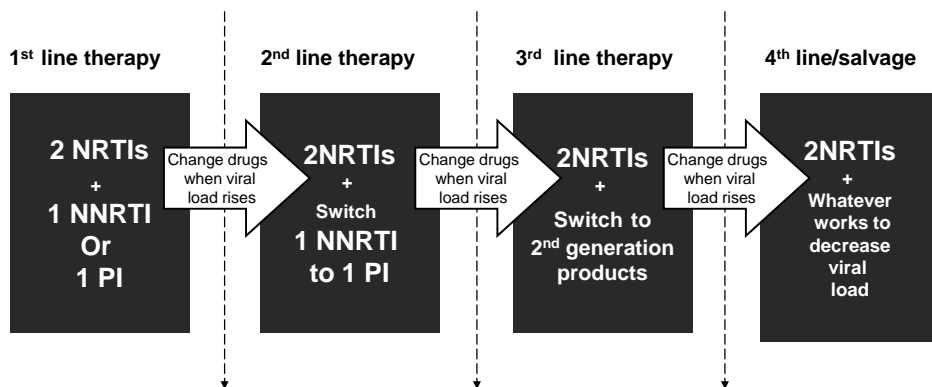 1st line therapy
2 NRTIs
+
1 NNRTI
Or
1 PI
Change drugs
when viral
load rises
2nd line therapy
2NRTIs
+
Switch
1 NNRTI
to 1 PI
Change drugs
when viral
load rises
3rd line therapy
2NRTIs
+
Switch to
2nd generation
products
Change drugs
when viral
load rises
4th line/salvage
2NRTIs
+
Whatever
works to
decrease
viral
load